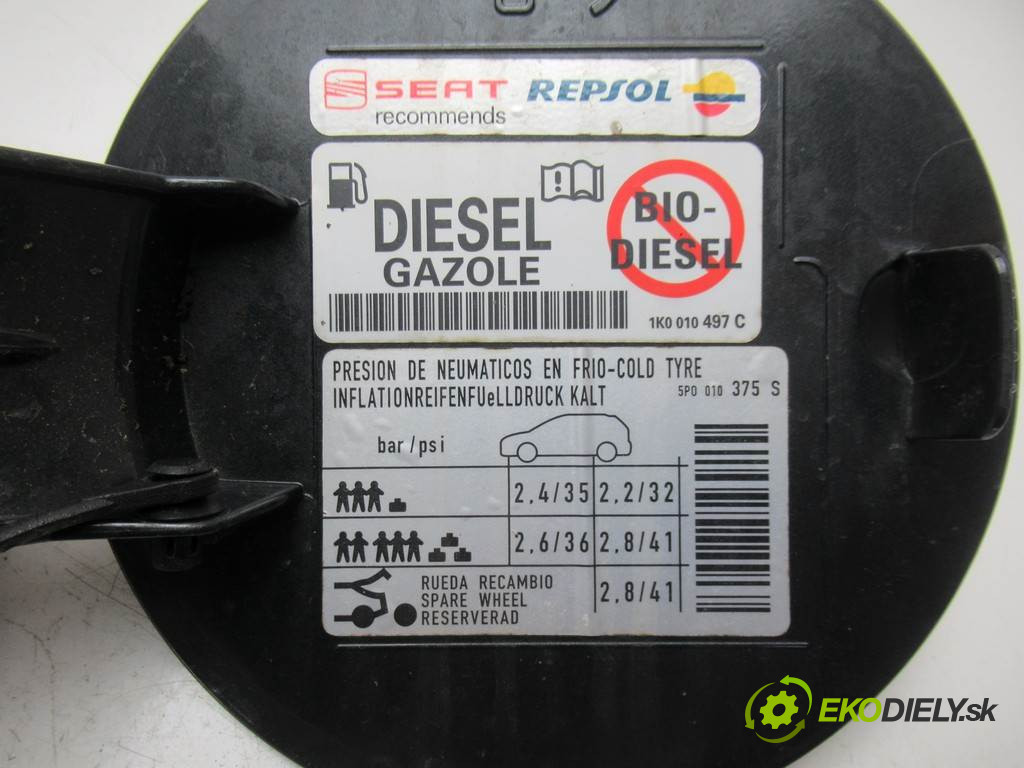 SEAT REPSOL
recommends
DIESEL
GAZOLE
BIO-
DIESEL
1K0 010 497 C
PRESION DE NEUMATICOS EN FRIO-COLD TYRE
INFLATIONREIFENFUeLLDRUCK KALT
5P0 010 375 S
bar/psi
2,4/35 2,2/32
2,6/36 2,8/41
RUEDA RECAMBIO
SPARE WHEEL
RESERVERAD
2,8/41
EKODIELY.sk